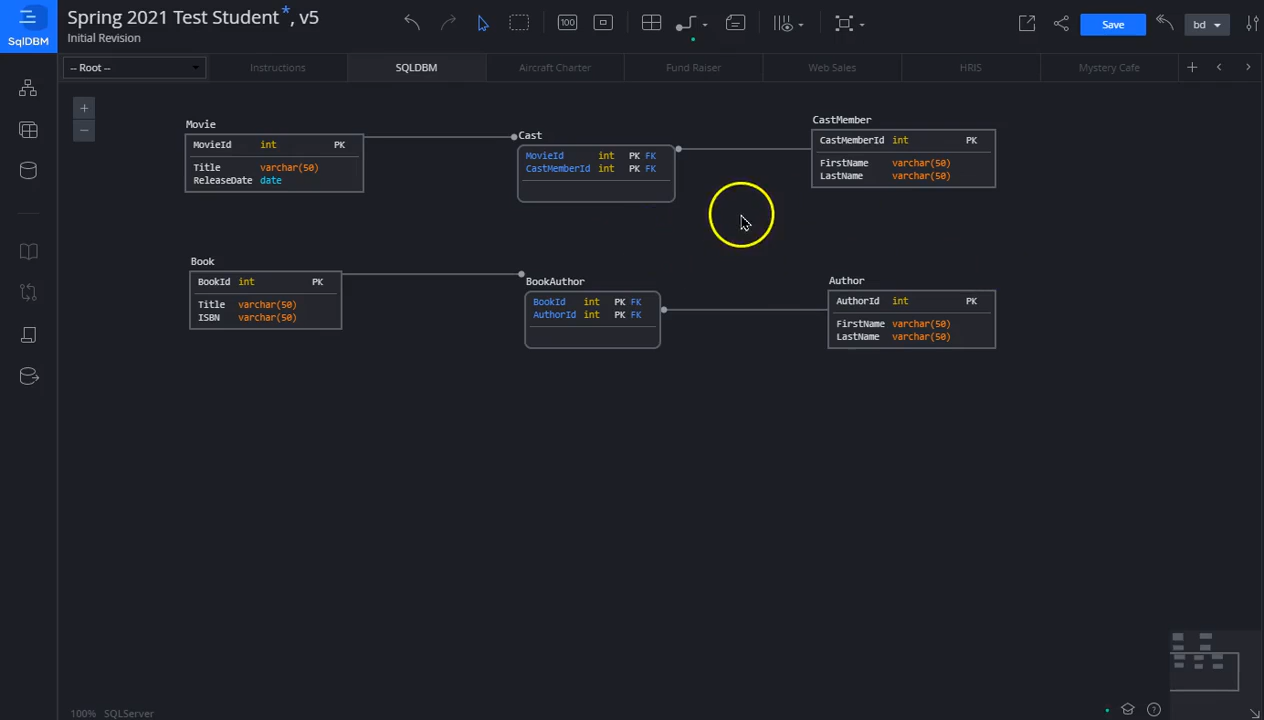 Spring 2021 Test Student*, v5
Initial Revision
SqlDBM
100
Save
bd
-- Root --
Instructions
SQLDBM
Aircraft Charter
Fund Raiser
Web Sales
HRIS
Mystery Cafe
Movie
MovieId int PK
Title varchar(50)
ReleaseDate date
Cast
MovieId int PK FK
CastMemberId int PK FK
CastMember
CastMemberId int PK
FirstName varchar(50)
LastName varchar(50)
Book
BookId int PK
Title varchar(50)
ISBN varchar(50)
BookAuthor
BookId int PK FK
AuthorId int PK FK
Author
AuthorId int PK
FirstName varchar(50)
LastName varchar(50)
100% SQLServer